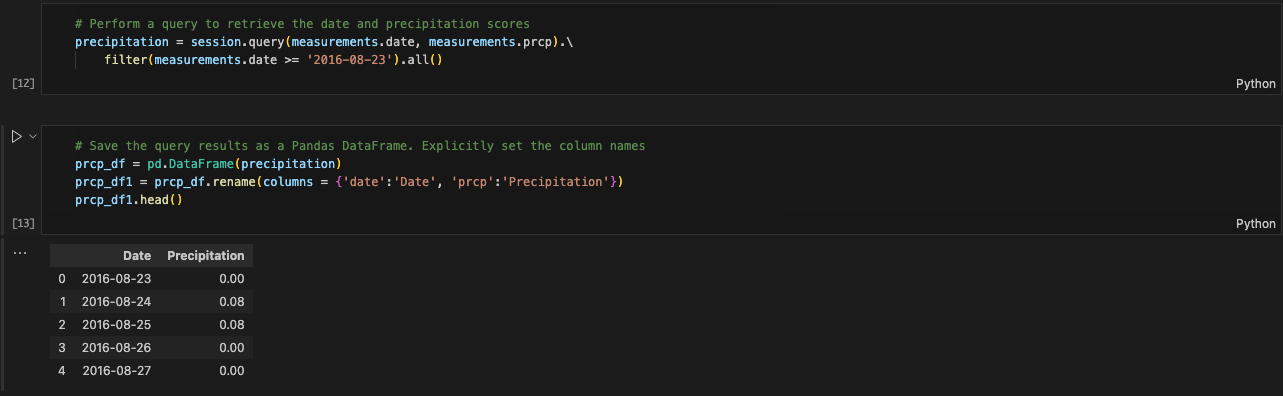 # Perform a query to retrieve the date and precipitation scores
precipitation = session.query(measurements.date, measurements.prcp).\
    filter(measurements.date >= '2016-08-23').all()
[12]
Python
# Save the query results as a Pandas DataFrame. Explicitly set the column names
prcp_df = pd.DataFrame(precipitation)
prcp_df1 = prcp_df.rename(columns = {'date':'Date', 'prcp':'Precipitation'})
prcp_df1.head()
[13]
Python
...
Date Precipitation
0 2016-08-23 0.00
1 2016-08-24 0.08
2 2016-08-25 0.08
3 2016-08-26 0.00
4 2016-08-27 0.00